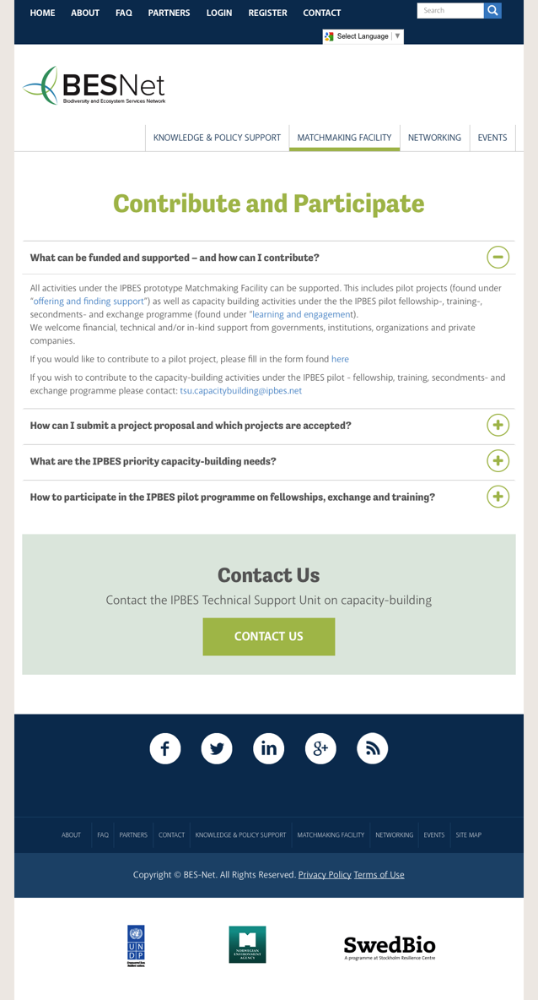 HOME ABOUT FAQ PARTNERS LOGIN REGISTER CONTACT
Search
Select Language ▼
BESNet
Biodiversity and Ecosystem Services Network
KNOWLEDGE & POLICY SUPPORT MATCHMAKING FACILITY NETWORKING EVENTS
Contribute and Participate
What can be funded and supported – and how can I contribute?
All activities under the IPBES prototype Matchmaking Facility can be supported. This includes pilot projects (found under
“offering and finding support”) as well as capacity building activities under the the IPBES pilot fellowship-, training-,
secondments- and exchange programme (found under “learning and engagement).
We welcome financial, technical and/or in-kind support from governments, institutions, organizations and private
companies.
If you would like to contribute to a pilot project, please fill in the form found here
If you wish to contribute to the capacity-building activities under the IPBES pilot - fellowship, training, secondments- and
exchange programme please contact: tsu.capacitybuilding@ipbes.net
How can I submit a project proposal and which projects are accepted?
What are the IPBES priority capacity-building needs?
How to participate in the IPBES pilot programme on fellowships, exchange and training?
Contact Us
Contact the IPBES Technical Support Unit on capacity-building
CONTACT US
f in g+
ABOUT FAQ PARTNERS CONTACT KNOWLEDGE & POLICY SUPPORT MATCHMAKING FACILITY NETWORKING EVENTS SITE MAP
Copyright © BES-Net. All Rights Reserved. Privacy Policy Terms of Use
U N
D P
Empowered lives.
Resilient nations.
NORWEGIAN
ENVIRONMENT
AGENCY
SwedBio
A programme at Stockholm Resilience Centre